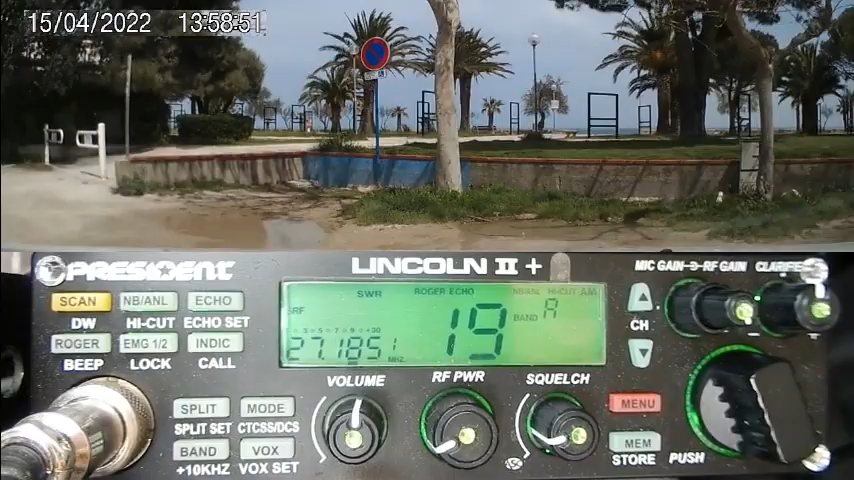 15/04/2022 13:58:51
PRESIDENT LINCOLN II +
MIC GAIN RF GAIN CLARIFIER
SCAN NB/ANL ECHO
DW HI-CUT ECHO SET
ROGER EMG 1/2 INDIC
BEEP LOCK CALL
SPLIT MODE
SPLIT SET CTCSS/DCS
BAND VOX
+10KHZ VOX SET
SWR ROGER ECHO NB/ANL HI-CUT AM
SRF
19 BAND A
27.1851 MHZ
CH
VOLUME RF PWR SQUELCH
MENU
MEM
STORE PUSH